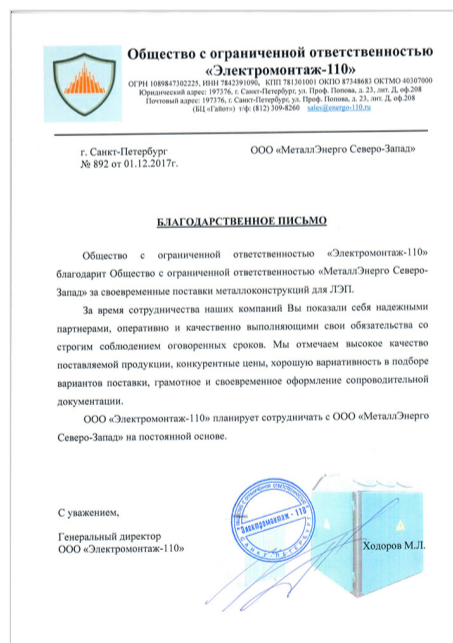 Общество с ограниченной ответственностью
«Электромонтаж-110»
ОГРН 1089847302225, ИНН 7842391090, КПП 781301001 ОКПО 87348683 ОКТМО 40307000
Юридический адрес: 197376, г. Санкт-Петербург, ул. Проф. Попова, д. 23, лит. Д, оф.208
Почтовый адрес: 197376, г. Санкт-Петербург, ул. Проф. Попова, д. 23, лит. Д, оф.208
(БЦ «Гайот») т/ф: (812) 309-8260 sales@energo-110.ru
г. Санкт-Петербург ООО «МеталлЭнерго Северо-Запад»
№ 892 от 01.12.2017г.
БЛАГОДАРСТВЕННОЕ ПИСЬМО
Общество с ограниченной ответственностью «Электромонтаж-110»
благодарит Общество с ограниченной ответственностью «МеталлЭнерго Северо-
Запад» за своевременные поставки металлоконструкций для ЛЭП.
За время сотрудничества наших компаний Вы показали себя надежными
партнерами, оперативно и качественно выполняющими свои обязательства со
строгим соблюдением оговоренных сроков. Мы отмечаем высокое качество
поставляемой продукции, конкурентные цены, хорошую вариативность в подборе
вариантов поставки, грамотное и своевременное оформление сопроводительной
документации.
ООО «Электромонтаж-110» планирует сотрудничать с ООО «МеталлЭнерго
Северо-Запад» на постоянной основе.
С уважением,
Генеральный директор
ООО «Электромонтаж-110»
Ходоров М.Л.
"Электромонтаж - 110"
САНКТ-ПЕТЕРБУРГ